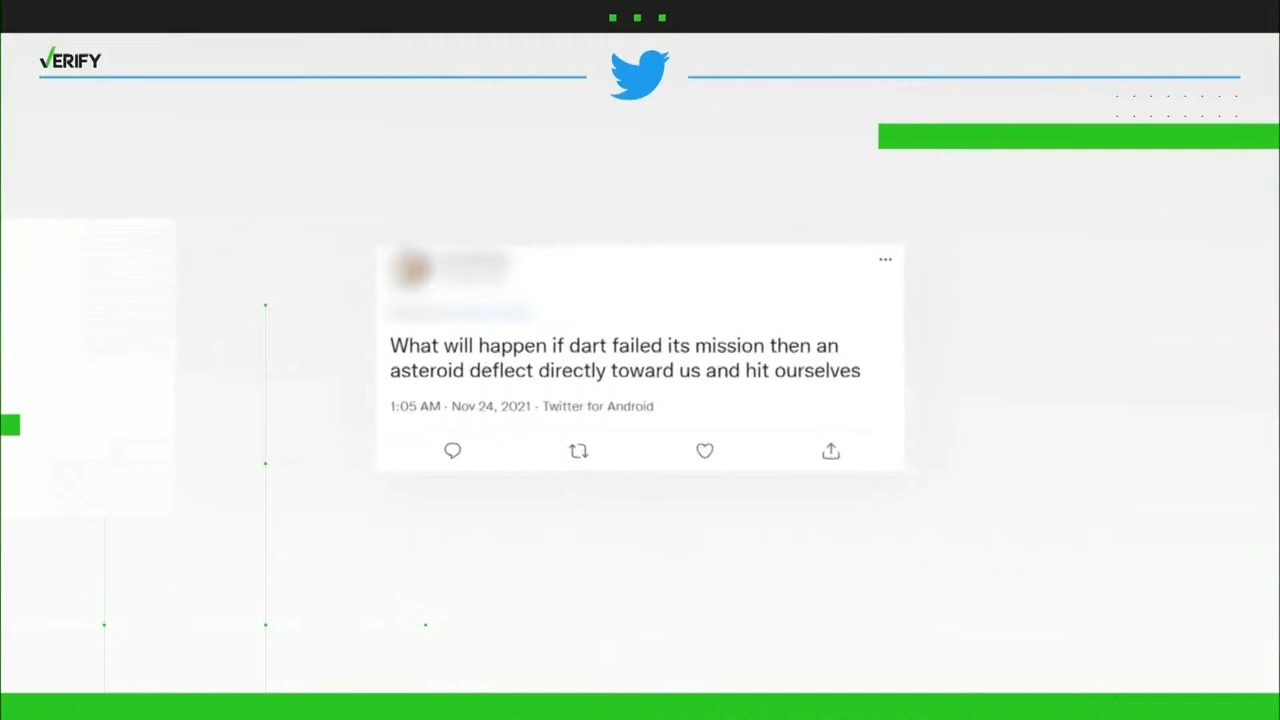 VERIFY
What will happen if dart failed its mission then an
asteroid deflect directly toward us and hit ourselves
1:05 AM · Nov 24, 2021 · Twitter for Android